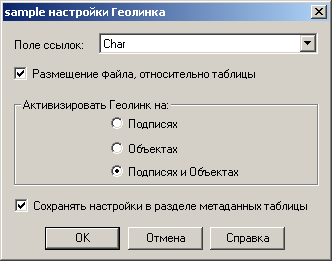 sample настройки Геолинка
Поле ссылок: Char
Размещение файла, относительно таблицы
Активизировать Геолинк на:
Подписях
Объектах
Подписях и Объектах
Сохранять настройки в разделе метаданных таблицы
OK Отмена Справка